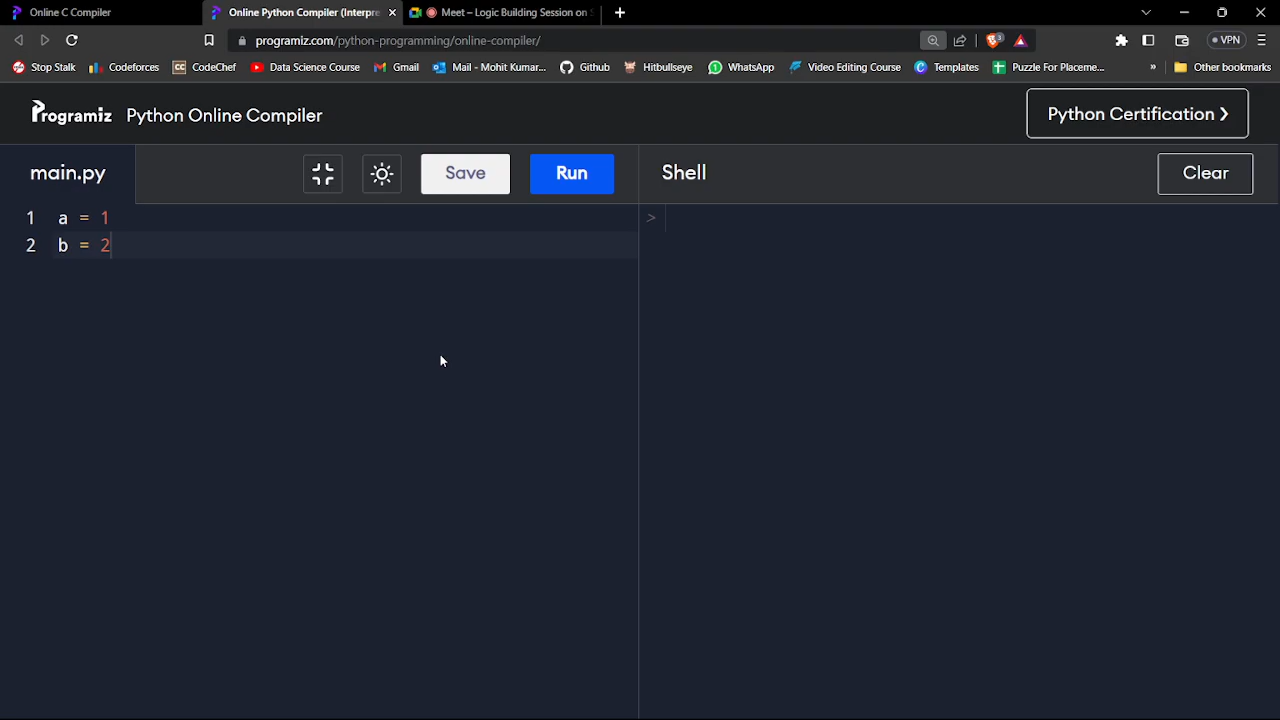 Online C Compiler
Online Python Compiler (Interpre
Meet – Logic Building Session on
programiz.com/python-programming/online-compiler/
3
VPN
Stop Stalk
Codeforces
CC CodeChef
Data Science Course
Gmail
Mail - Mohit Kumar...
Github
Hitbullseye
WhatsApp
Video Editing Course
Templates
Puzzle For Placeme...
»
Other bookmarks
Programiz
Python Online Compiler
Python Certification ❯
main.py
Save
Run
Shell
Clear
1 a = 1
2 b = 2
>